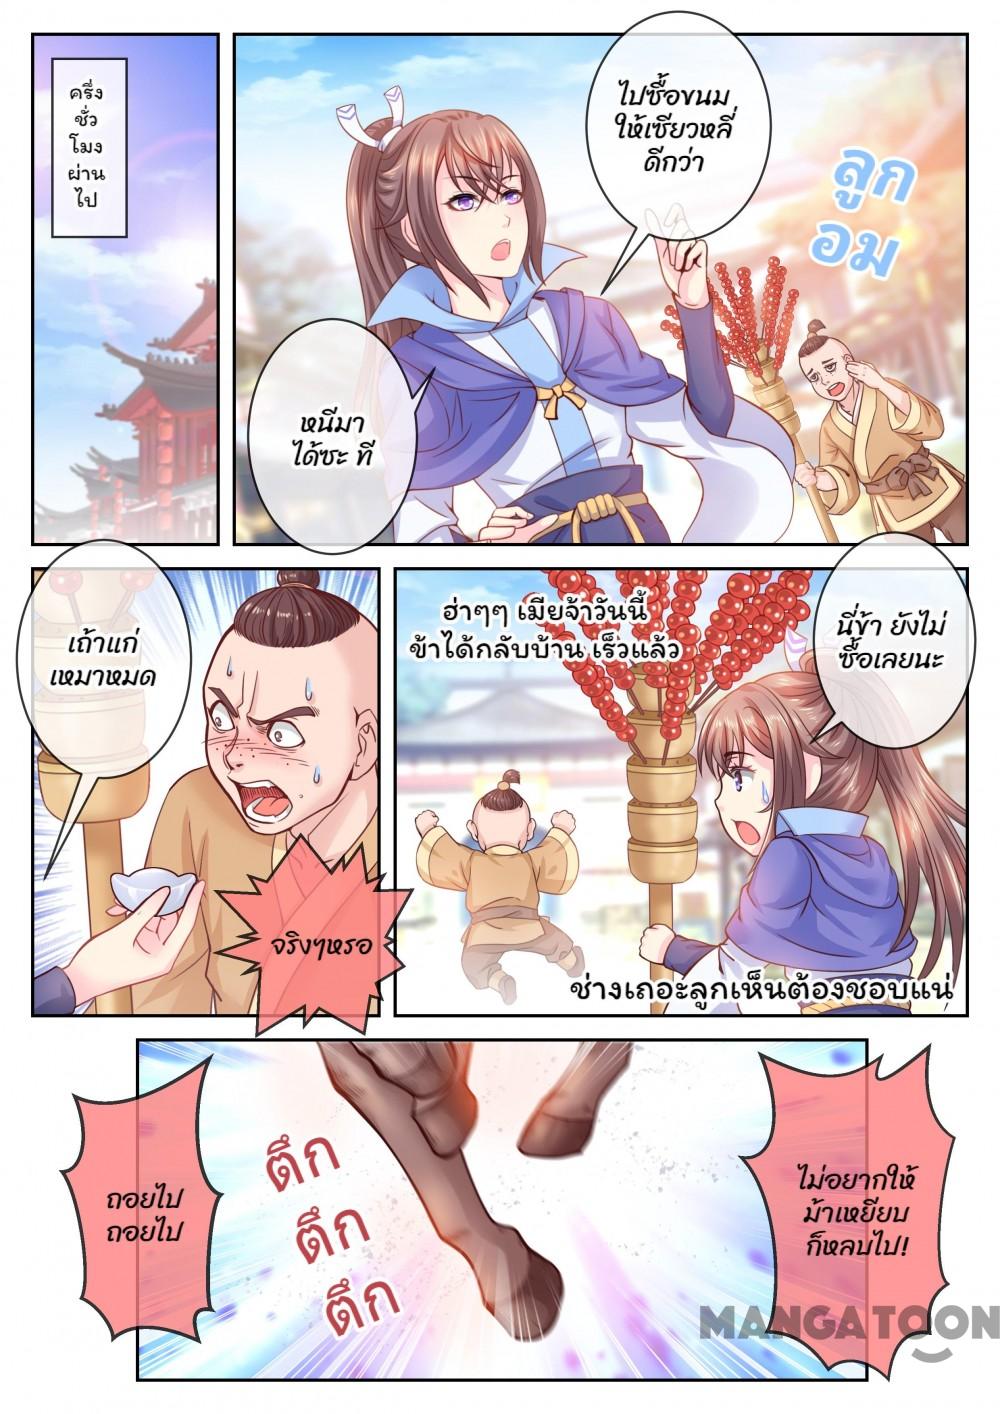 ครึ่ง
ชั่ว
โมง
ผ่าน
ไป
ไปซื้อขนม
ให้เซียวหลี่
ดีกว่า
ลูก
อม
หนีมา
ได้ซะ ที
เถ้าแก่
เหมาหมด
จริงๆหรอ
ฮ่าๆๆ เมียจ้าวันนี้
ข้าได้กลับบ้าน เร็วแล้ว
นี่ข้า ยังไม่
ซื้อเลยนะ
ช่างเถอะลูกเห็นต้องชอบแน่
ถอยไป
ถอยไป
ตึก
ตึก
ตึก
ไม่อยากให้
ม้าเหยียบ
ก็หลบไป!
MANGATOON